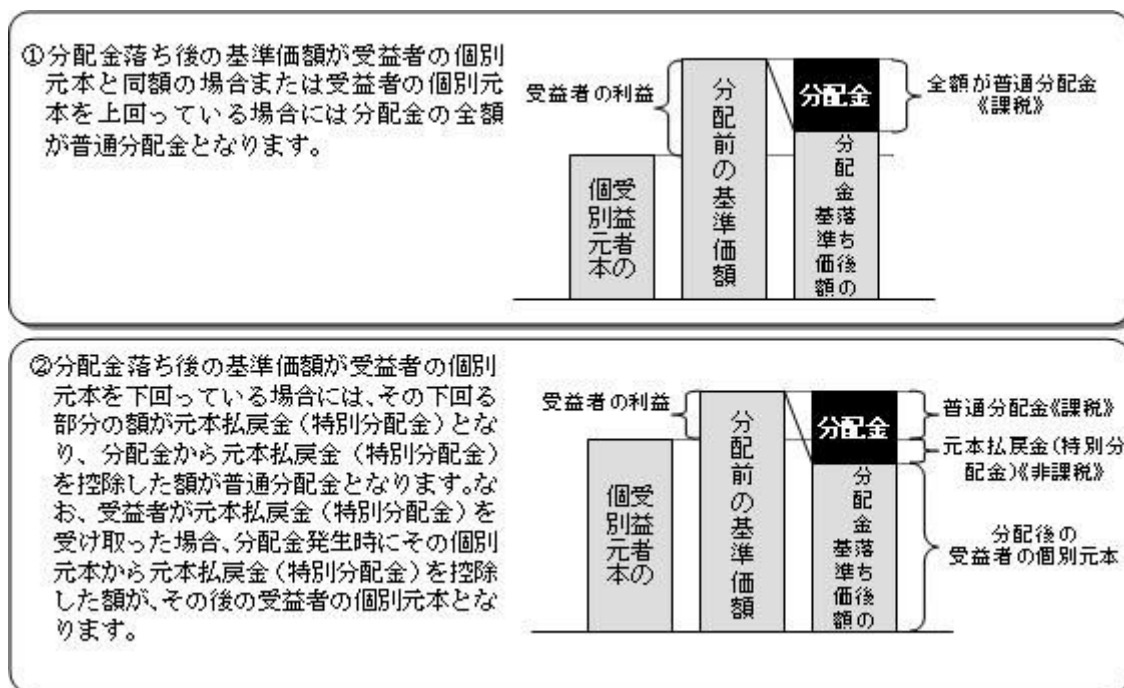 ①分配金落ち後の基準価額が受益者の個別
元本と同額の場合または受益者の個別元
本を上回っている場合には分配金の全額
が普通分配金となります。
受益者の利益
受益者の
個別元本
分配前の基準価額
分配金
分配金落ち後の
基準価額
全額が普通分配金
《課税》
②分配金落ち後の基準価額が受益者の個別
元本を下回っている場合には、その下回る
部分の額が元本払戻金（特別分配金）とな
り、分配金から元本払戻金（特別分配金）
を控除した額が普通分配金となります。な
お、受益者が元本払戻金（特別分配金）を
受け取った場合、分配金発生時にその個別
元本から元本払戻金（特別分配金）を控除
した額が、その後の受益者の個別元本とな
ります。
受益者の利益
受益者の
個別元本
分配前の基準価額
分配金
分配金落ち後の
基準価額
普通分配金《課税》
元本払戻金（特別分
配金）《非課税》
分配後の
受益者の個別元本